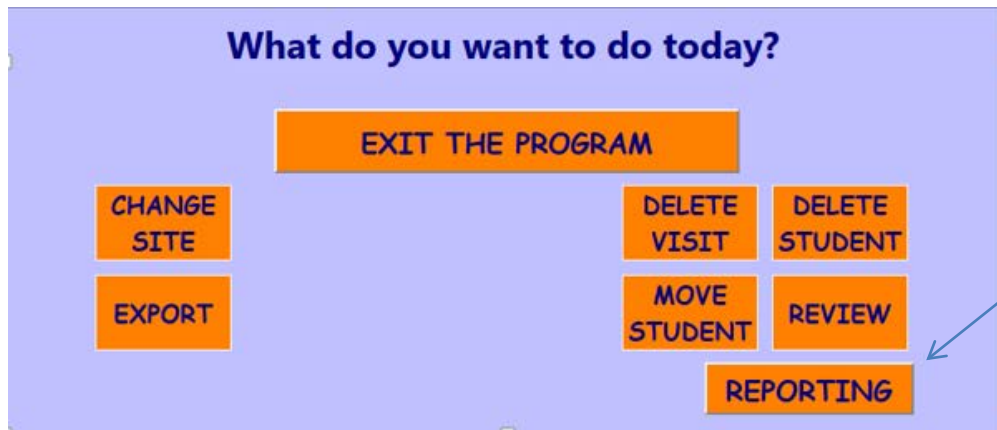 What do you want to do today?
EXIT THE PROGRAM
CHANGE
SITE
DELETE
VISIT
DELETE
STUDENT
EXPORT
MOVE
STUDENT
REVIEW
REPORTING